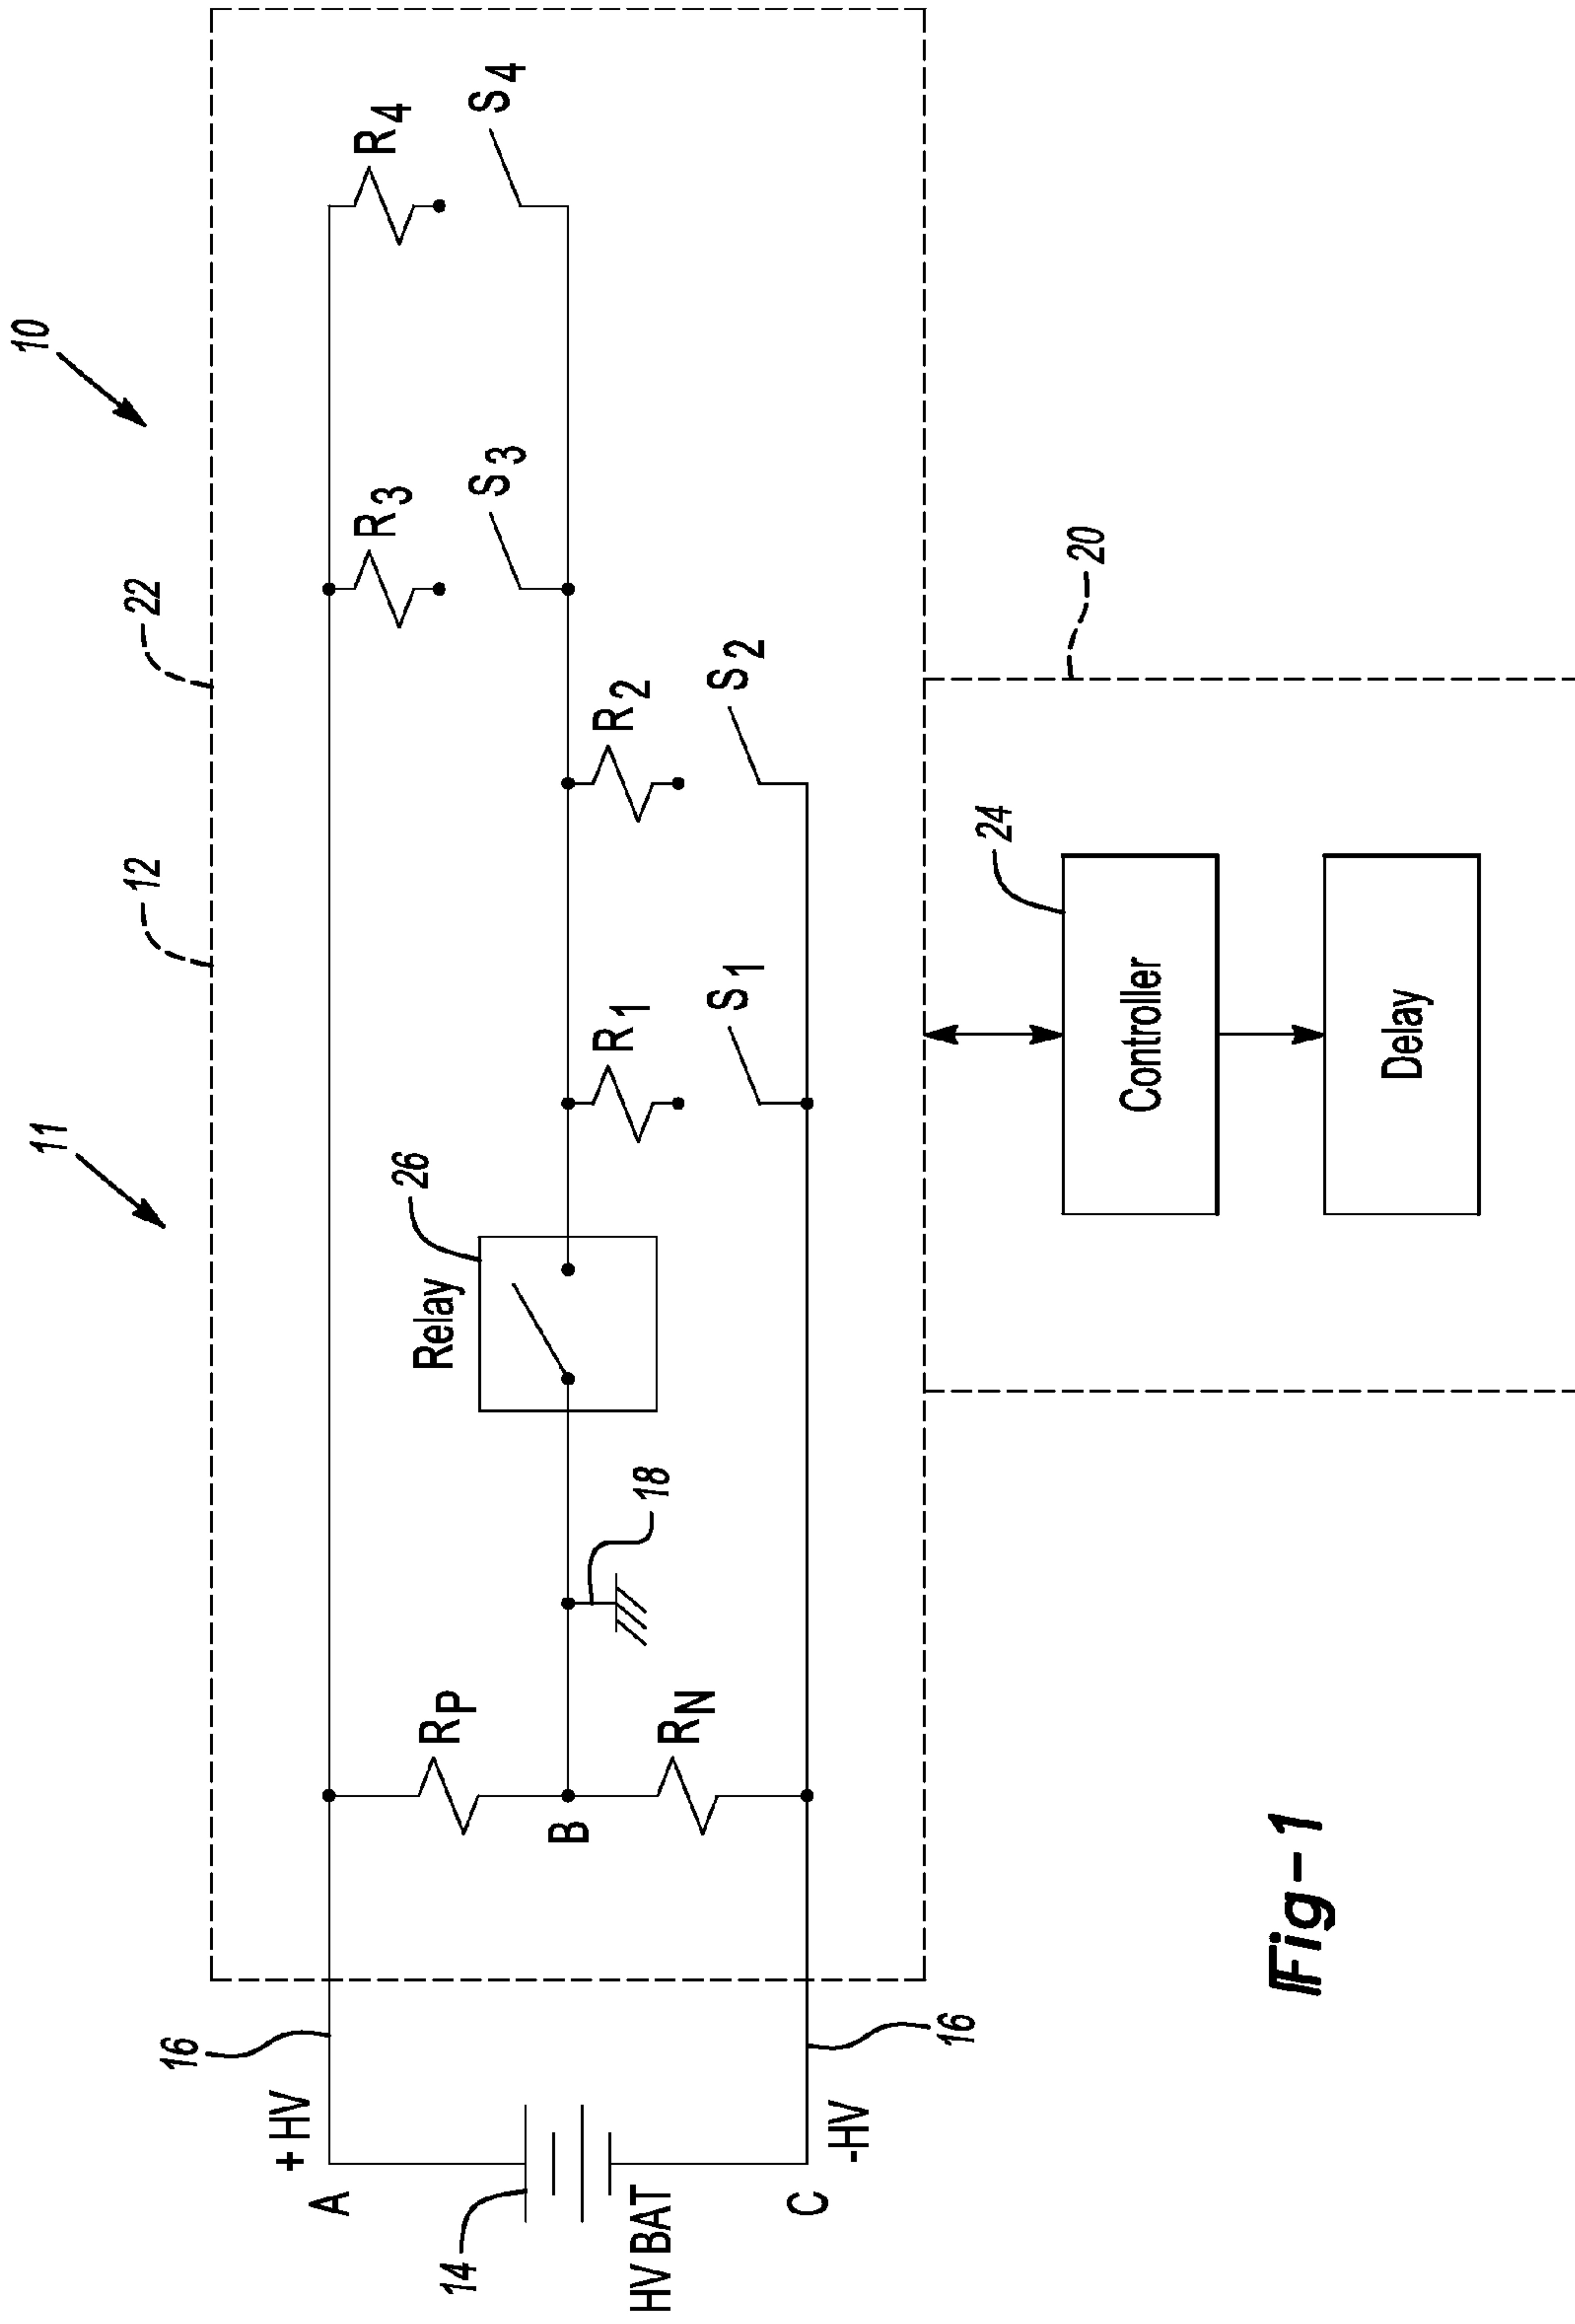 10
11
12
22
16
+HV
A
R4
S4
R3
S3
Relay
26
RP
B
18
R1
S1
R2
S2
RN
14
HV BAT
C
-HV
16
20
24
Controller
Delay
Fig-1